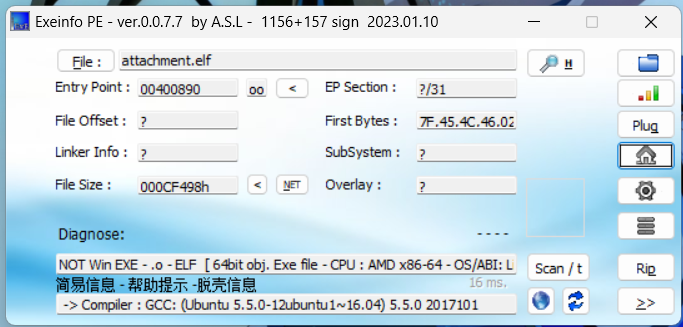 Exeinfo PE - ver.0.0.7.7 by A.S.L - 1156+157 sign 2023.01.10
File : attachment.elf H
Entry Point : 00400890 oo < EP Section : ?/31
File Offset : ? First Bytes : 7F.45.4C.46.02 Plug
Linker Info : ? SubSystem : ?
File Size : 000CF498h < NET Overlay : ?
Diagnose: ----
NOT Win EXE - .o - ELF [ 64bit obj. Exe file - CPU : AMD x86-64 - OS/ABI: Scan / t Rip
简易信息 - 帮助提示 -脱壳信息 16 ms.
-> Compiler : GCC: (Ubuntu 5.5.0-12ubuntu1~16.04) 5.5.0 2017101 >>